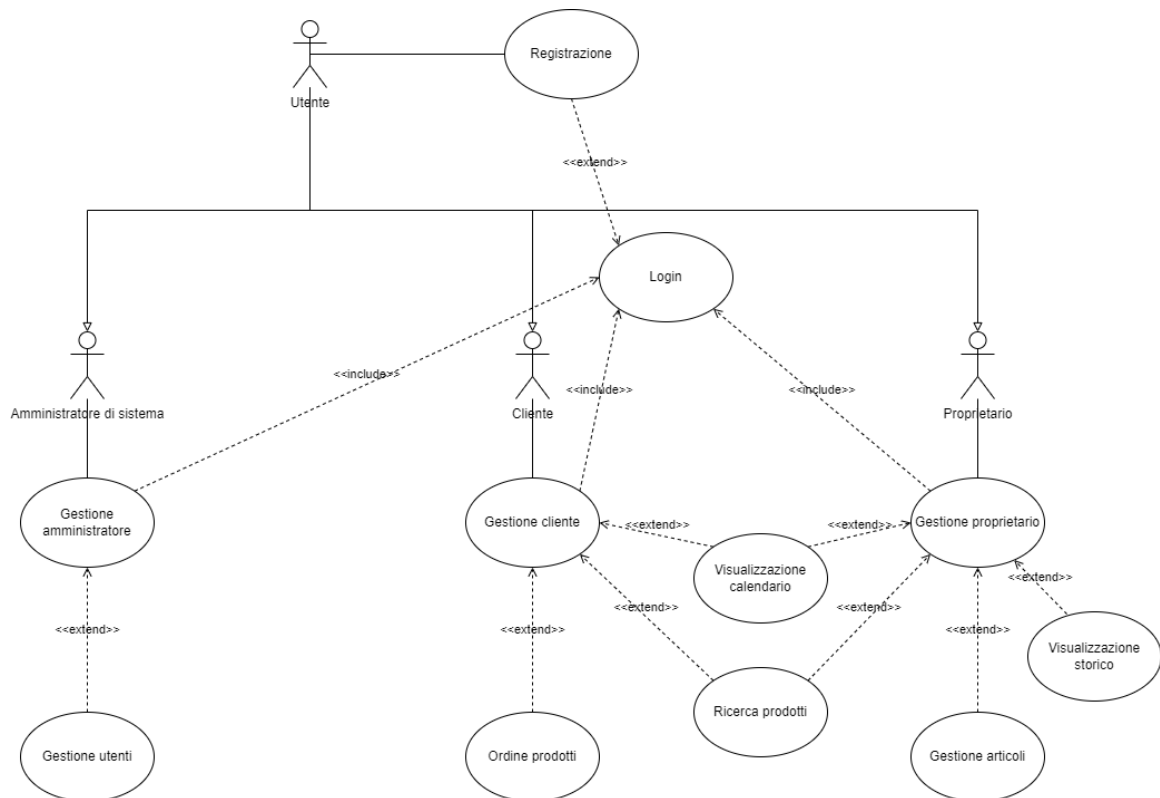 Registrazione
Utente
<<extend>>
Login
<<include>>
<<include>>
<<include>>
Amministratore di sistema
Cliente
Proprietario
Gestione
amministratore
Gestione cliente
Gestione proprietario
<<extend>>
<<extend>>
Visualizzazione
calendario
<<extend>>
<<extend>>
<<extend>>
<<extend>>
<<extend>>
<<extend>>
Visualizzazione
storico
Ricerca prodotti
Gestione utenti
Ordine prodotti
Gestione articoli